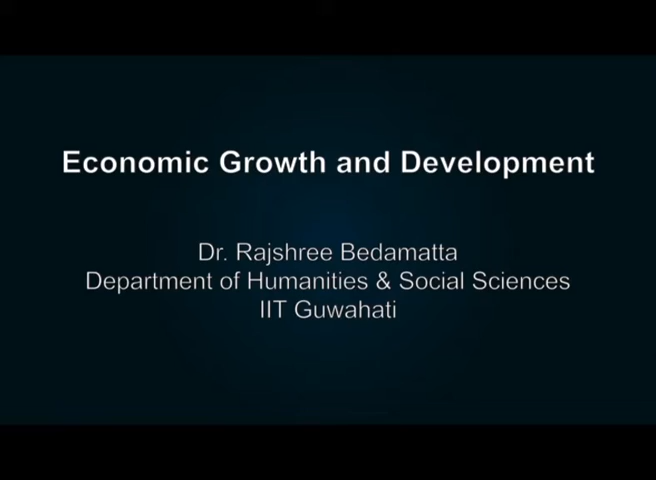 Economic Growth and Development
Dr. Rajshree Bedamatta
Department of Humanities & Social Sciences
IIT Guwahati